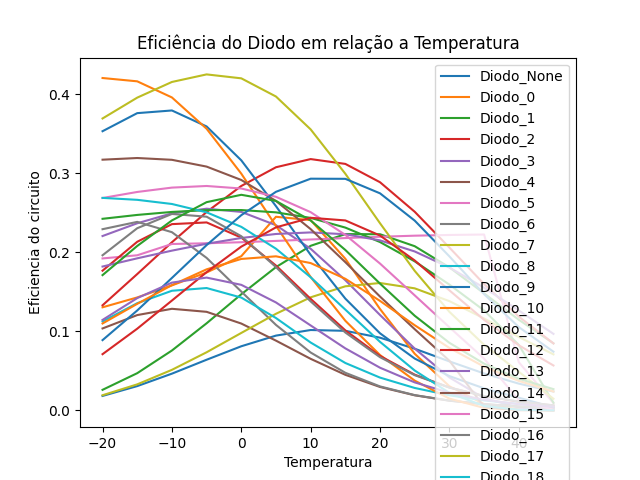 Eficiência do Diodo em relação a Temperatura
Eficiencia do circuito
0.4
0.3
0.2
0.1
0.0
−20
−10
0
10
20
30
40
Temperatura
Diodo_None
Diodo_0
Diodo_1
Diodo_2
Diodo_3
Diodo_4
Diodo_5
Diodo_6
Diodo_7
Diodo_8
Diodo_9
Diodo_10
Diodo_11
Diodo_12
Diodo_13
Diodo_14
Diodo_15
Diodo_16
Diodo_17
Diodo_18